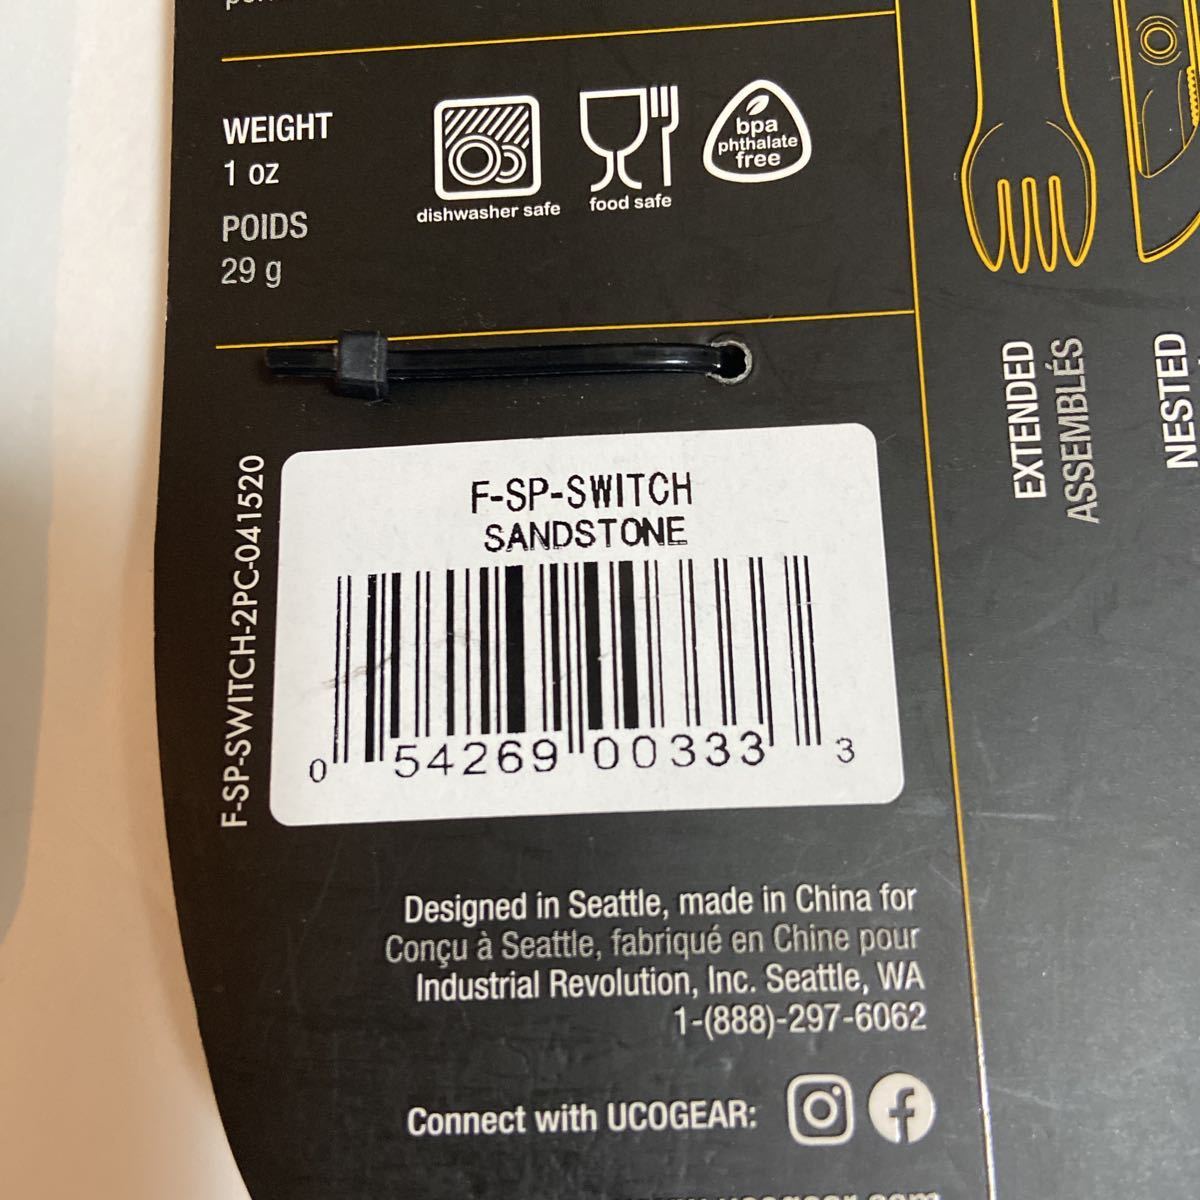 WEIGHT
1 oz
POIDS
29 g
dishwasher safe
food safe
bpa
phthalate
free
EXTENDED
ASSEMBLÉS
NESTED
F-SP-SWITCH-2PC-041520
F-SP-SWITCH
SANDSTONE
0 54269 00333 3
Designed in Seattle, made in China for
Conçu à Seattle, fabriqué en Chine pour
Industrial Revolution, Inc. Seattle, WA
1-(888)-297-6062
Connect with UCOGEAR: